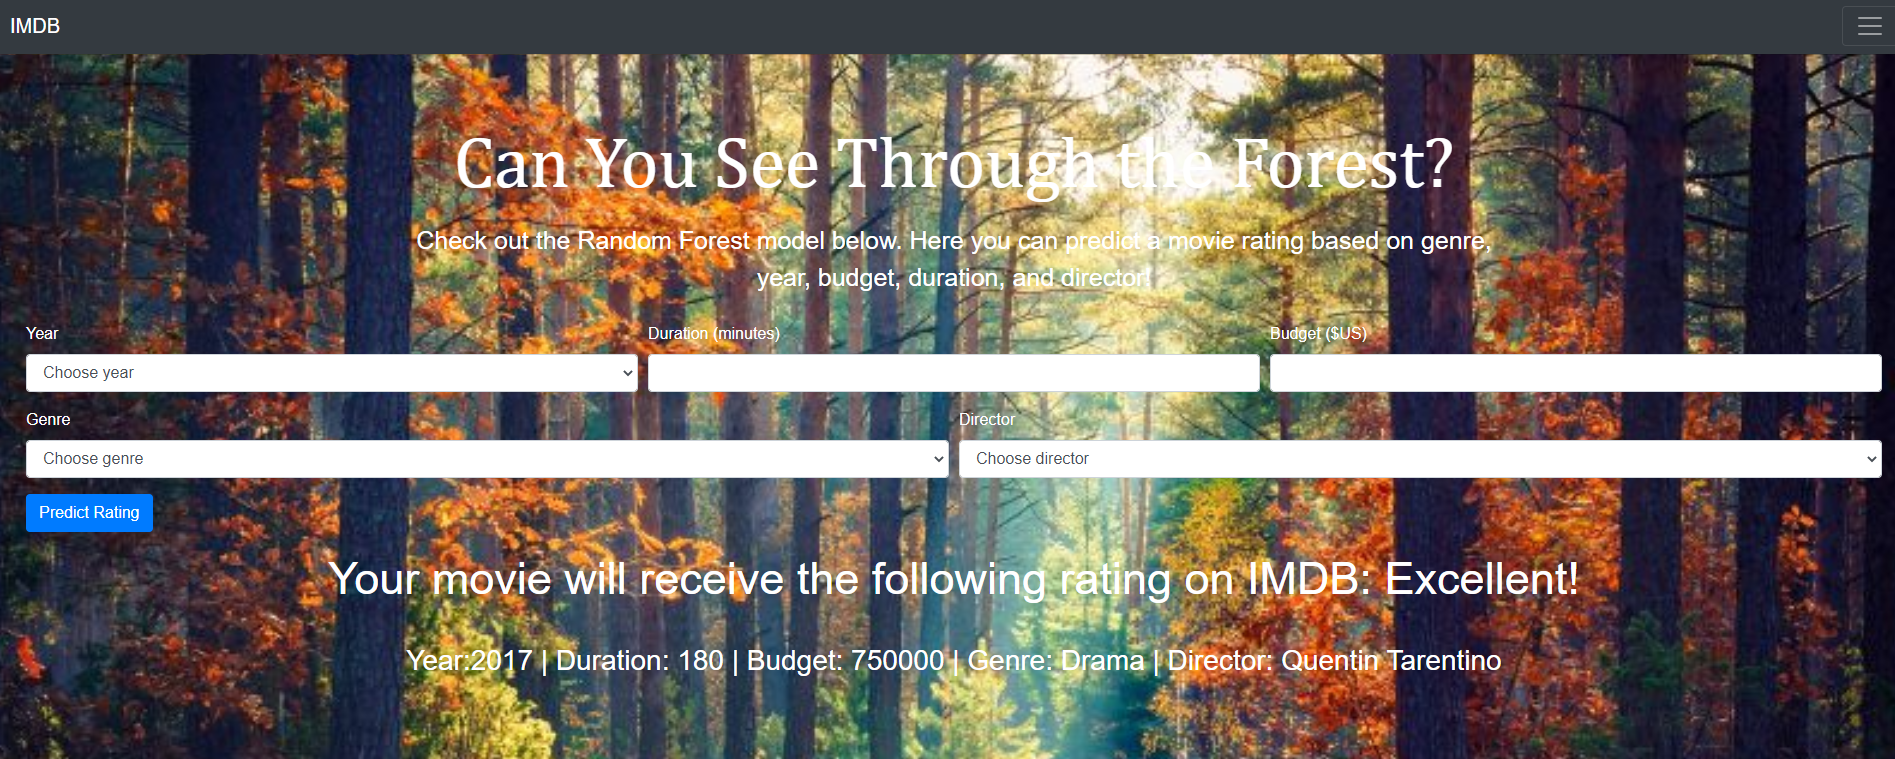 IMDB
Can You See Through the Forest?
Check out the Random Forest model below. Here you can predict a movie rating based on genre,
year, budget, duration, and director!
Year
Duration (minutes)
Budget ($US)
Choose year
Genre
Director
Choose genre
Choose director
Predict Rating
Your movie will receive the following rating on IMDB: Excellent!
Year:2017 | Duration: 180 | Budget: 750000 | Genre: Drama | Director: Quentin Tarentino